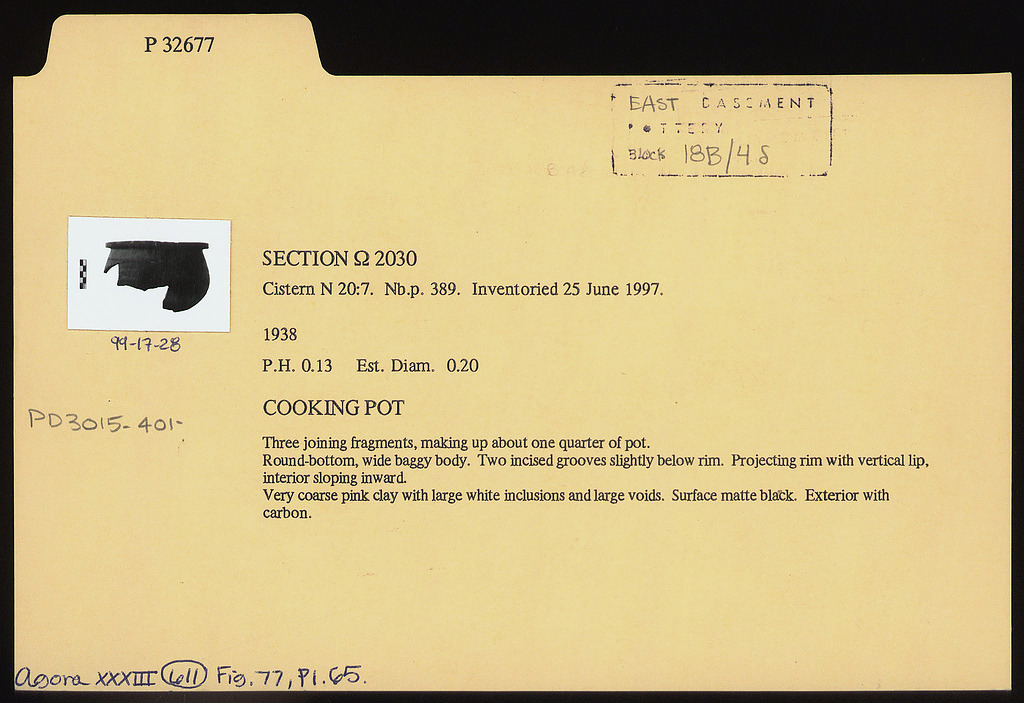 P 32677
EAST BASEMENT
POTTERY
Block 18B/48
SECTION Ω 2030
Cistern N 20:7. Nb.p. 389. Inventoried 25 June 1997.
99-17-28
1938
P.H. 0.13 Est. Diam. 0.20
COOKING POT
PD3015-401-
Three joining fragments, making up about one quarter of pot.
Round-bottom, wide baggy body. Two incised grooves slightly below rim. Projecting rim with vertical lip,
interior sloping inward.
Very coarse pink clay with large white inclusions and large voids. Surface matte black. Exterior with
carbon.
Agora XXXIII 611 Fig. 77, Pl. 65.